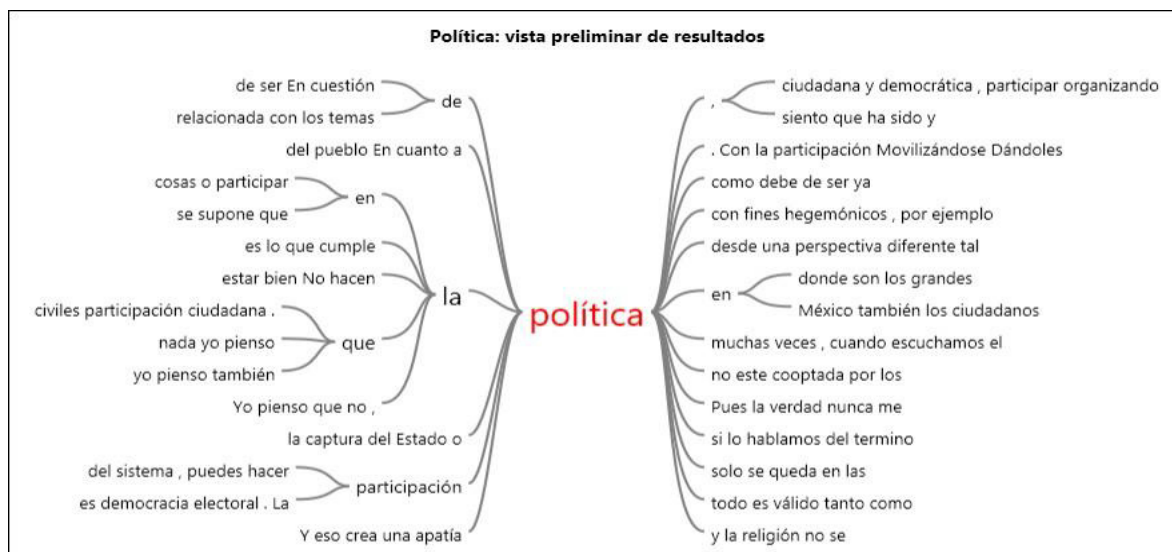 Política: vista preliminar de resultados
de ser En cuestión
relacionada con los temas
de
del pueblo En cuanto a
cosas o participar
se supone que
en
es lo que cumple
estar bien No hacen
la
civiles participación ciudadana .
nada yo pienso
yo pienso también
que
Yo pienso que no ,
la captura del Estado o
del sistema , puedes hacer
es democracia electoral . La
participación
Y eso crea una apatía
política
,
ciudadana y democrática , participar organizando
siento que ha sido y
. Con la participación Movilizándose Dándoles
como debe de ser ya
con fines hegemónicos , por ejemplo
desde una perspectiva diferente tal
en
donde son los grandes
México también los ciudadanos
muchas veces , cuando escuchamos el
no este cooptada por los
Pues la verdad nunca me
si lo hablamos del termino
solo se queda en las
todo es válido tanto como
y la religión no se